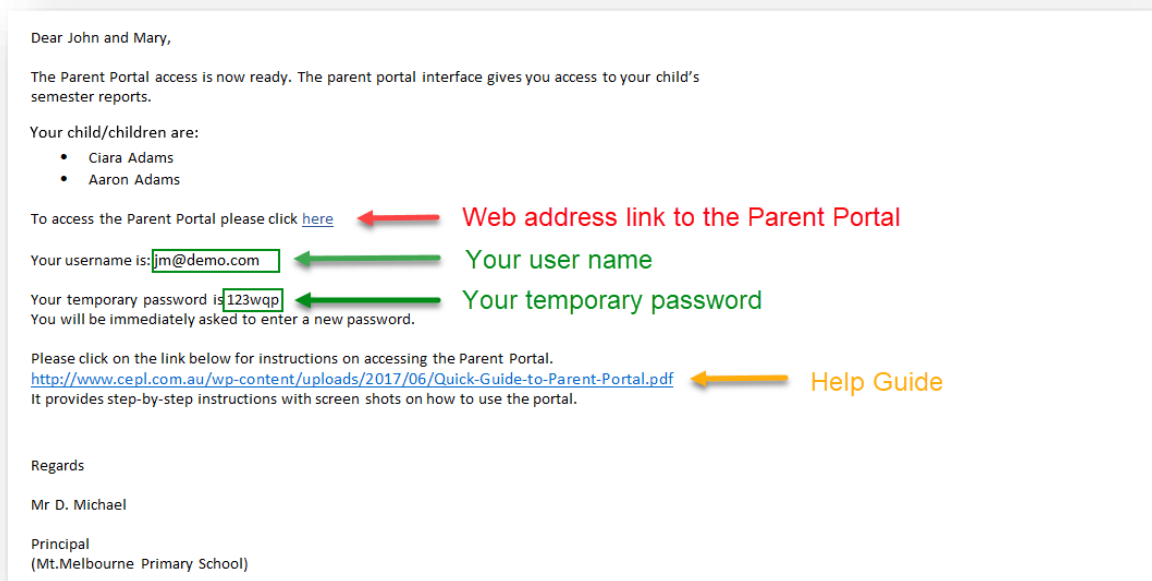 Dear John and Mary,
The Parent Portal access is now ready. The parent portal interface gives you access to your child's
semester reports.
Your child/children are:
• Ciara Adams
• Aaron Adams
To access the Parent Portal please click here
Web address link to the Parent Portal
Your username is: jm@demo.com
Your user name
Your temporary password is 123wqp
Your temporary password
You will be immediately asked to enter a new password.
Please click on the link below for instructions on accessing the Parent Portal.
http://www.cepl.com.au/wp-content/uploads/2017/06/Quick-Guide-to-Parent-Portal.pdf
Help Guide
It provides step-by-step instructions with screen shots on how to use the portal.
Regards
Mr D. Michael
Principal
(Mt.Melbourne Primary School)